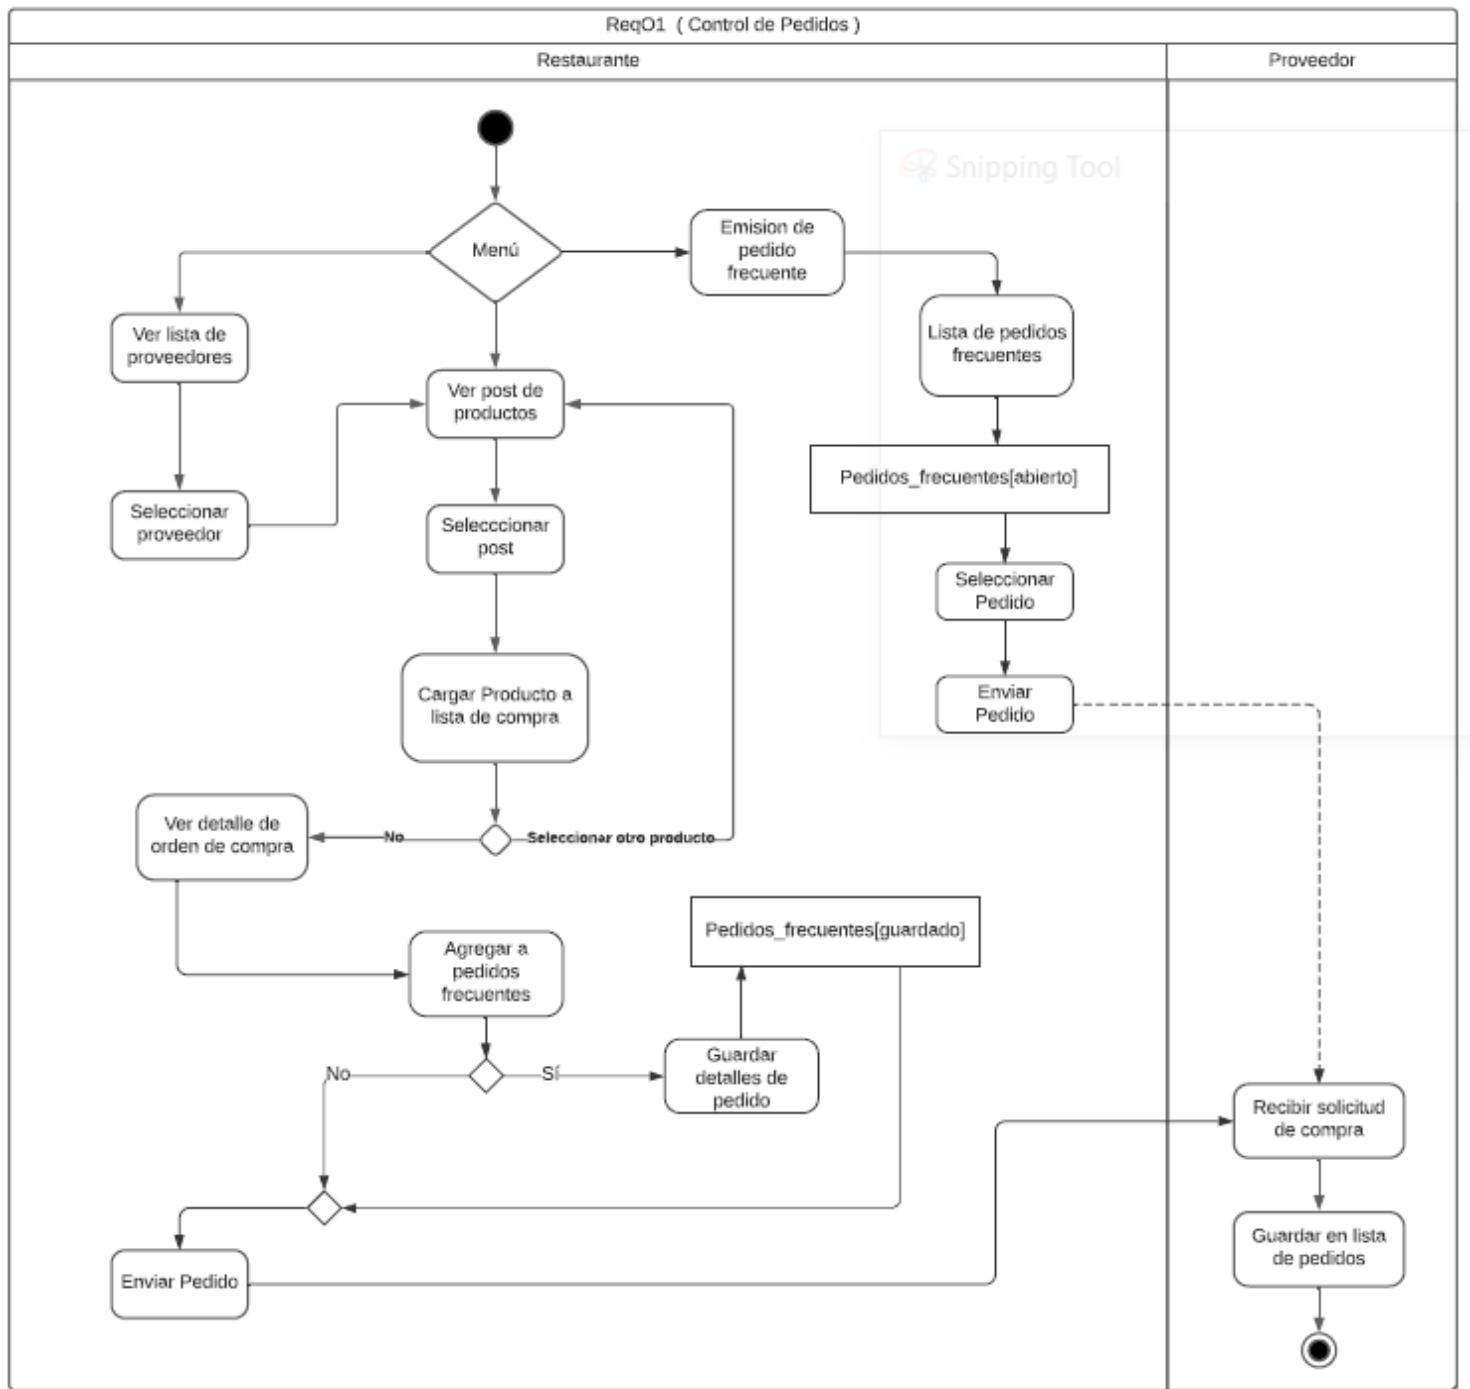 ReqO1 ( Control de Pedidos )
Restaurante
Proveedor
Snipping Tool
Menú
Emision de
pedido
frecuente
Ver lista de
proveedores
Lista de pedidos
frecuentes
Ver post de
productos
Pedidos_frecuentes[abierto]
Seleccionar
proveedor
Selecccionar
post
Seleccionar
Pedido
Cargar Producto a
lista de compra
Enviar
Pedido
Ver detalle de
orden de compra
No
Seleccionar otro producto
Pedidos_frecuentes[guardado]
Agregar a
pedidos
frecuentes
No
Sí
Guardar
detalles de
pedido
Recibir solicitud
de compra
Guardar en lista
de pedidos
Enviar Pedido